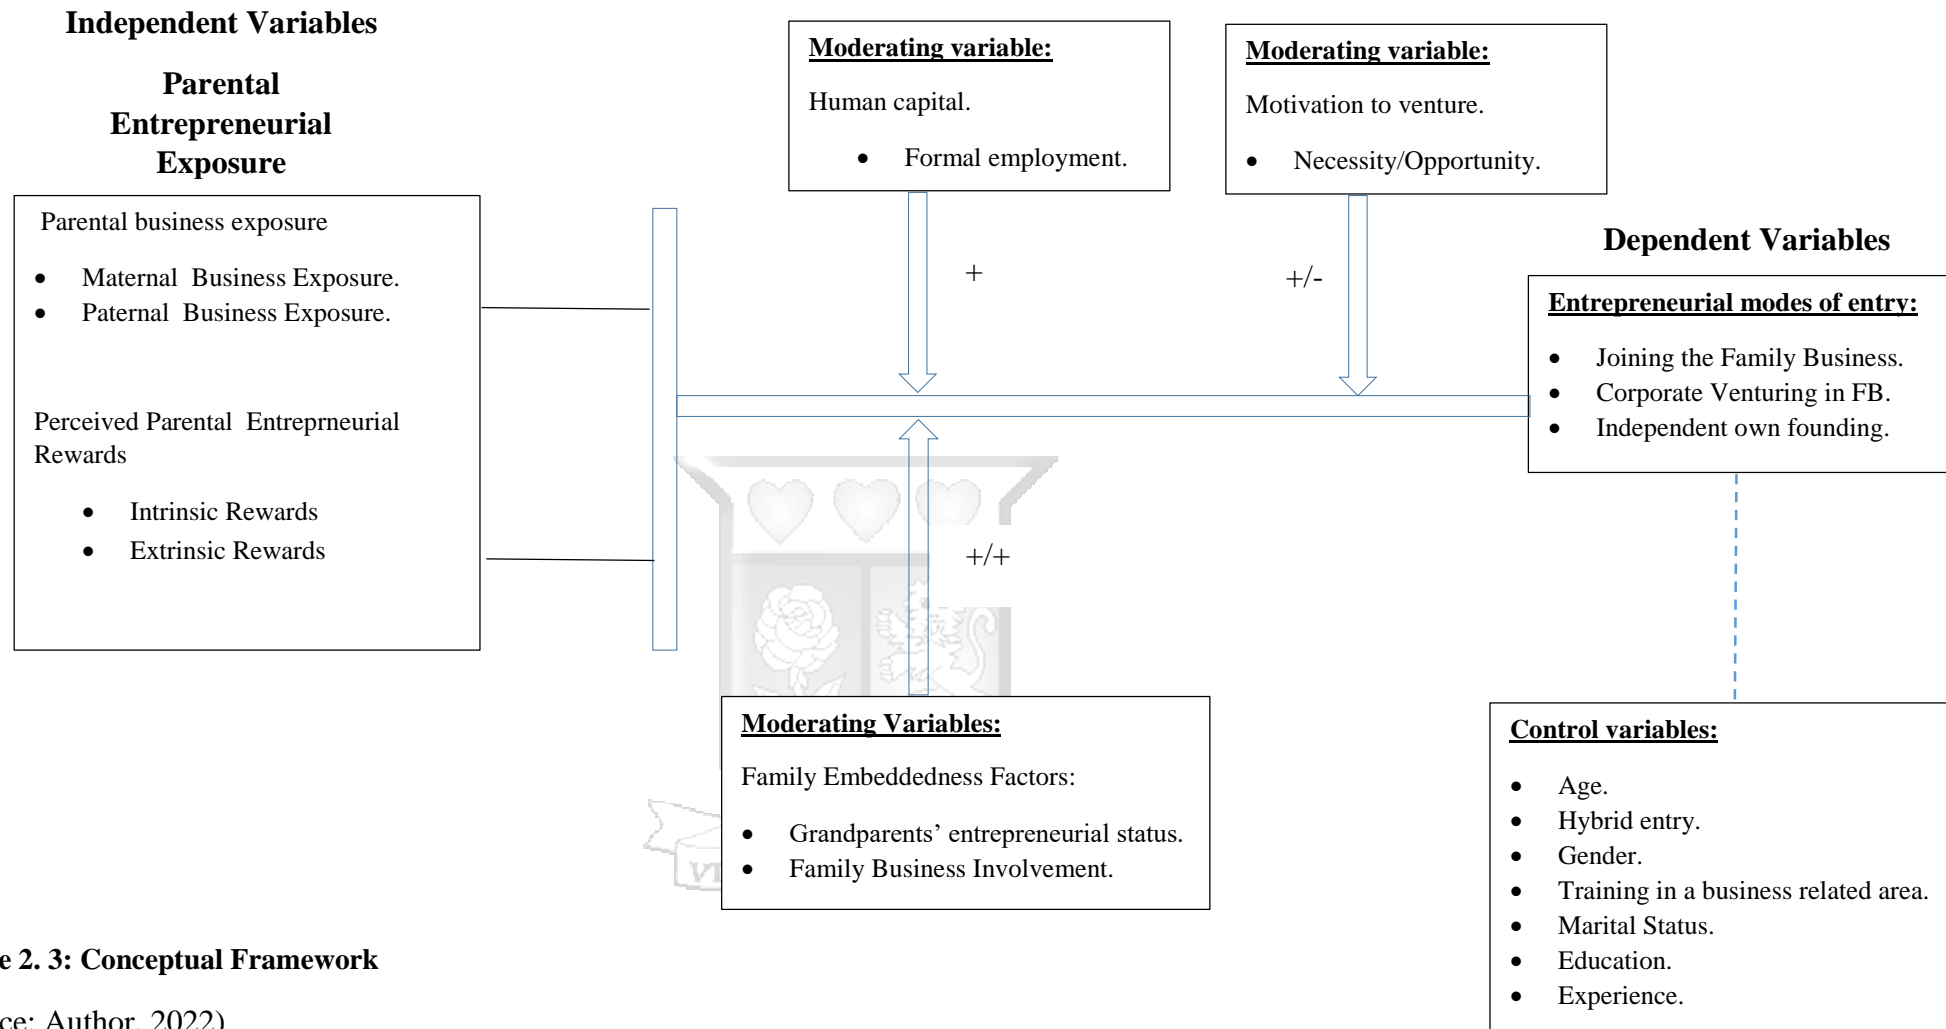 Independent Variables
Parental
Entrepreneurial
Exposure
Parental business exposure
• Maternal Business Exposure.
• Paternal Business Exposure.
Perceived Parental Entreprneurial
Rewards
• Intrinsic Rewards
• Extrinsic Rewards
Moderating variable:
Human capital.
• Formal employment.
+
Moderating variable:
Motivation to venture.
• Necessity/Opportunity.
+/-
Dependent Variables
Entrepreneurial modes of entry:
• Joining the Family Business.
• Corporate Venturing in FB.
• Independent own founding.
+/+
Moderating Variables:
Family Embeddedness Factors:
• Grandparents’ entrepreneurial status.
• Family Business Involvement.
Control variables:
• Age.
• Hybrid entry.
• Gender.
• Training in a business related area.
• Marital Status.
• Education.
• Experience.
e 2. 3: Conceptual Framework
ce: Author, 2022)